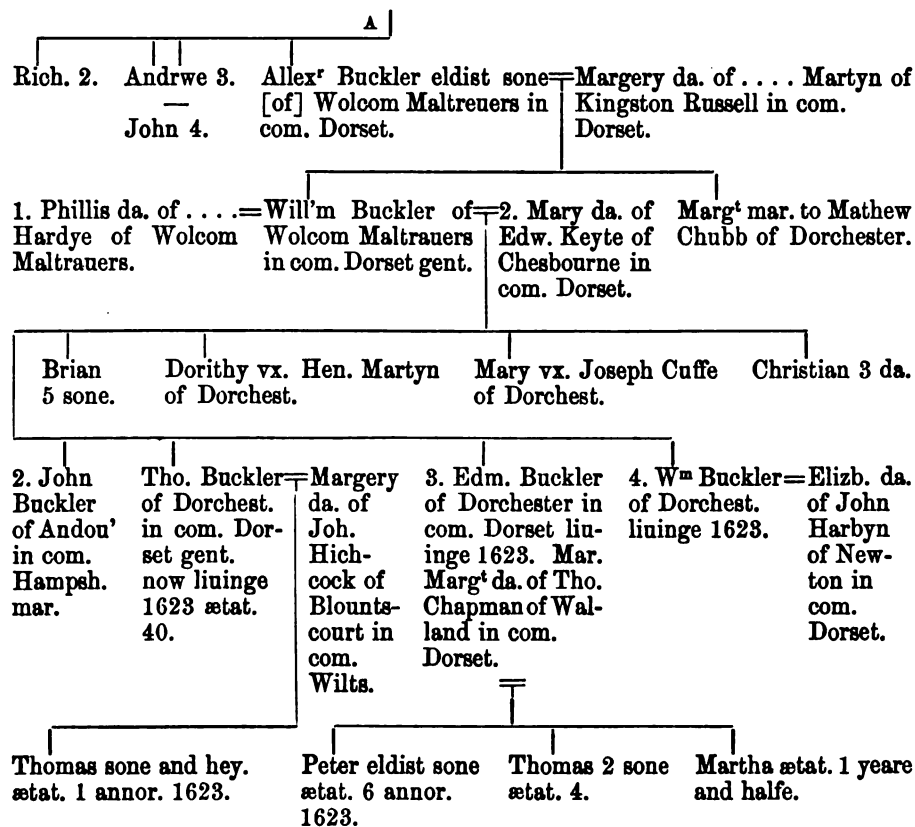 A
Rich. 2.
Andrwe 3.
—
John 4.
Allexʳ Buckler eldist sone
[of] Wolcom Maltreuers in
com. Dorset.
Margery da. of . . . . Martyn of
Kingston Russell in com.
Dorset.
1. Phillis da. of . . . .
Hardye of Wolcom
Maltrauers.
=
Will'm Buckler of
Wolcom Maltrauers
in com. Dorset gent.
2. Mary da. of
Edw. Keyte of
Chesbourne in
com. Dorset.
Margᵗ mar. to Mathew
Chubb of Dorchester.
Brian
5 sone.
Dorithy vx. Hen. Martyn
of Dorchest.
Mary vx. Joseph Cuffe
of Dorchest.
Christian 3 da.
2. John
Buckler
of Andou'
in com.
Hampsh.
mar.
Tho. Buckler
of Dorchest.
in com. Dor-
set gent.
now liuinge
1623 ætat.
40.
Margery
da. of
Joh.
Hich-
cock of
Blounts-
court in
com.
Wilts.
3. Edm. Buckler
of Dorchester in
com. Dorset liu-
inge 1623. Mar.
Margᵗ da. of Tho.
Chapman of Wal-
land in com.
Dorset.
4. Wᵐ Buckler
of Dorchest.
liuinge 1623.
=
Elizb. da.
of John
Harbyn
of New-
ton in
com.
Dorset.
Thomas sone and hey.
ætat. 1 annor. 1623.
Peter eldist sone
ætat. 6 annor.
1623.
Thomas 2 sone
ætat. 4.
Martha ætat. 1 yeare
and halfe.